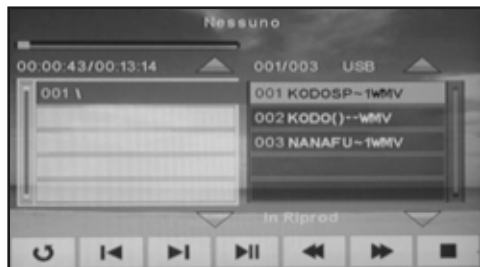 Nessuno
00:00:43/00:13:14 001/003 USB
001 \ 001 KODOSP~1WMV
002 KODO()--WMV
003 NANAFU~1WMV
In Riprod